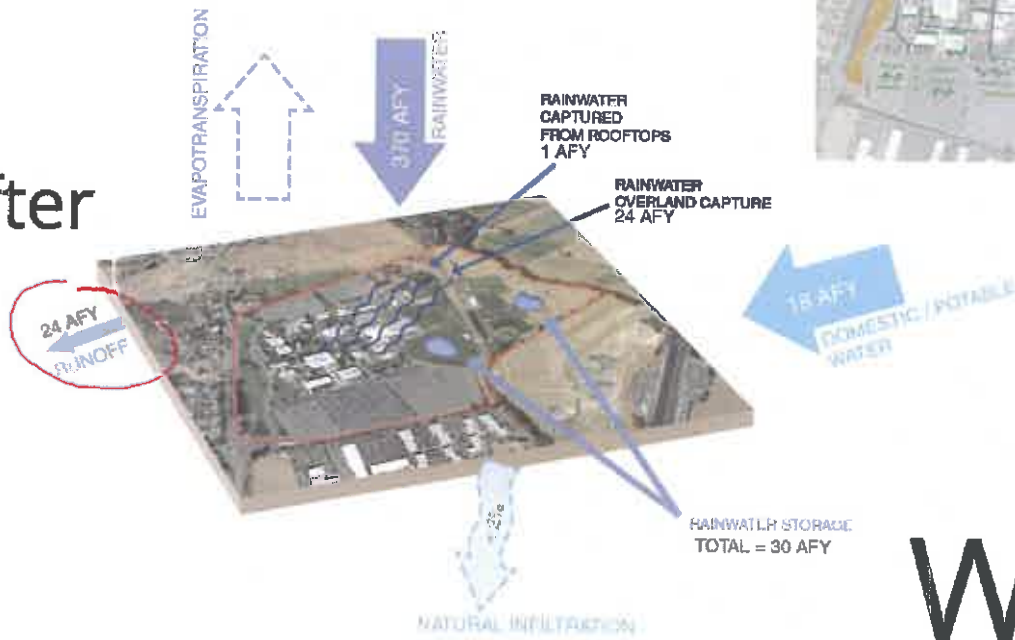 EVAPOTRANSPIRATION
370 AFY
RAINWATER
RAINWATER
CAPTURED
FROM ROOFTOPS
1 AFY
RAINWATER
OVERLAND CAPTURE
24 AFY
fter
24 AFY
RUNOFF
18 AFY
DOMESTIC / POTABLE
WATER
RAINWATER STORAGE
TOTAL = 30 AFY
NATURAL INFILTRATION
W